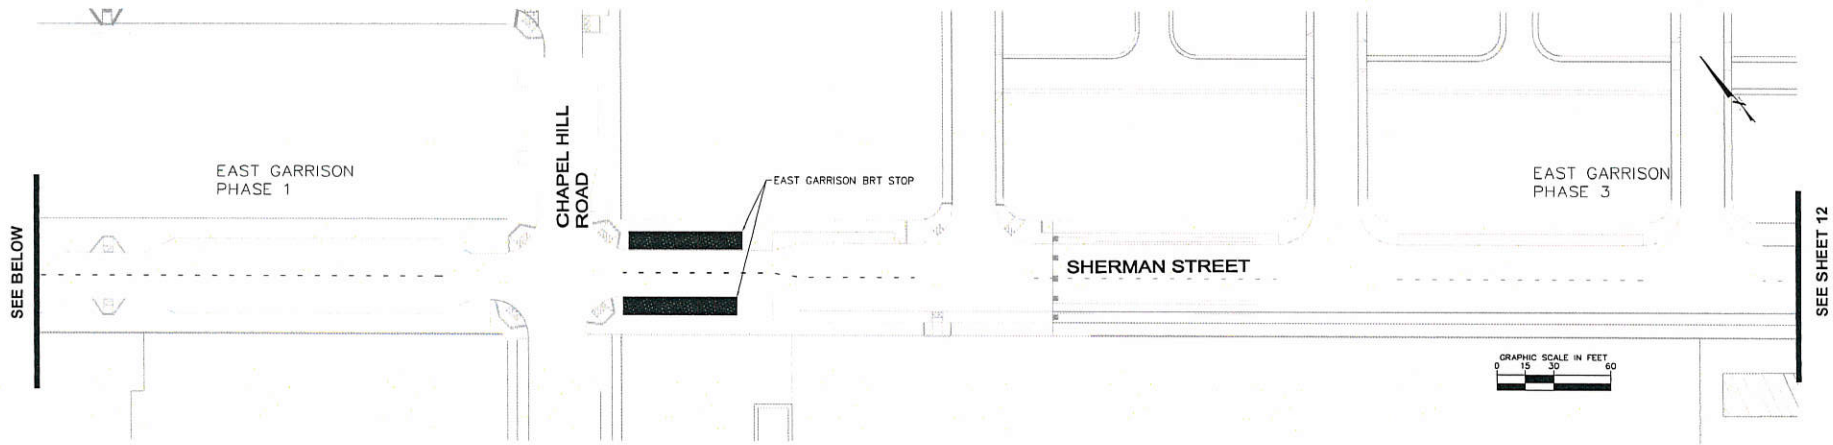 EAST GARRISON
PHASE 1
CHAPEL HILL
ROAD
EAST GARRISON BRT STOP
SHERMAN STREET
EAST GARRISON
PHASE 3
SEE BELOW
SEE SHEET 12
GRAPHIC SCALE IN FEET
0 15 30 60